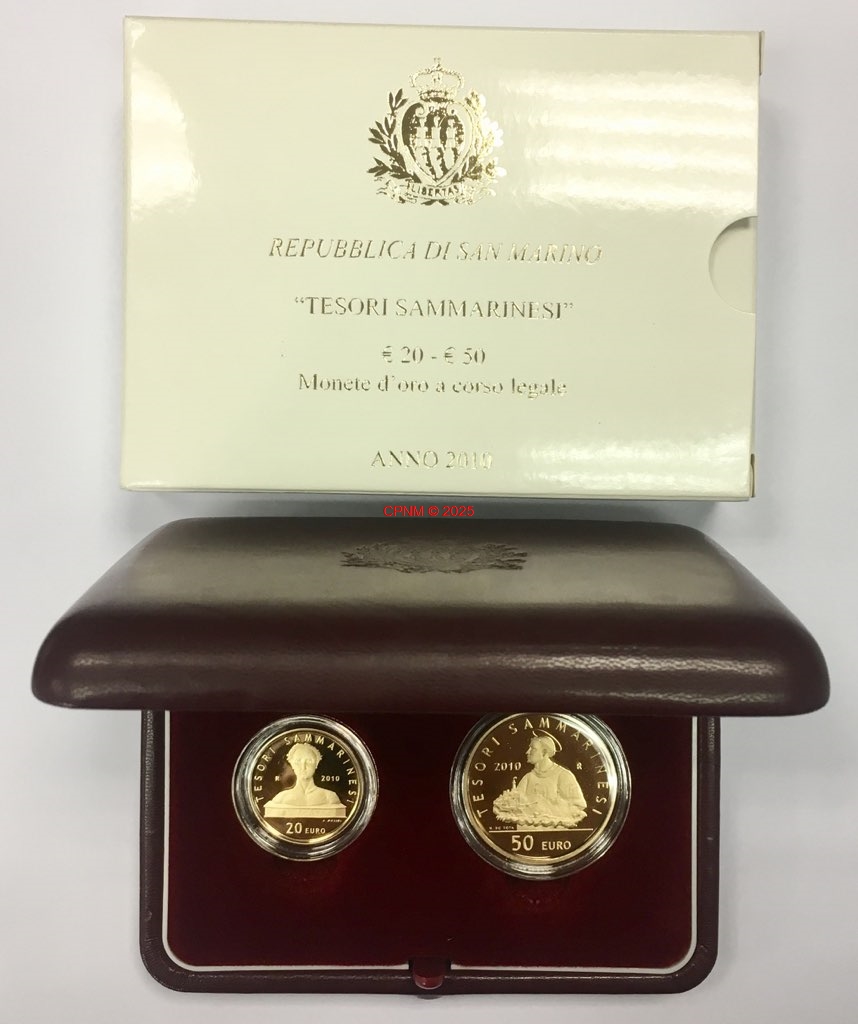 LIBERTAS
REPUBBLICA DI SAN MARINO
“TESORI SAMMARINESI”
€ 20 - € 50
Monete d'oro a corso legale
ANNO 2010
CPNM © 2025
TESORI SAMMARINESI
R 2010
20 EURO
TESORI SAMMARINESI
2010 R
50 EURO